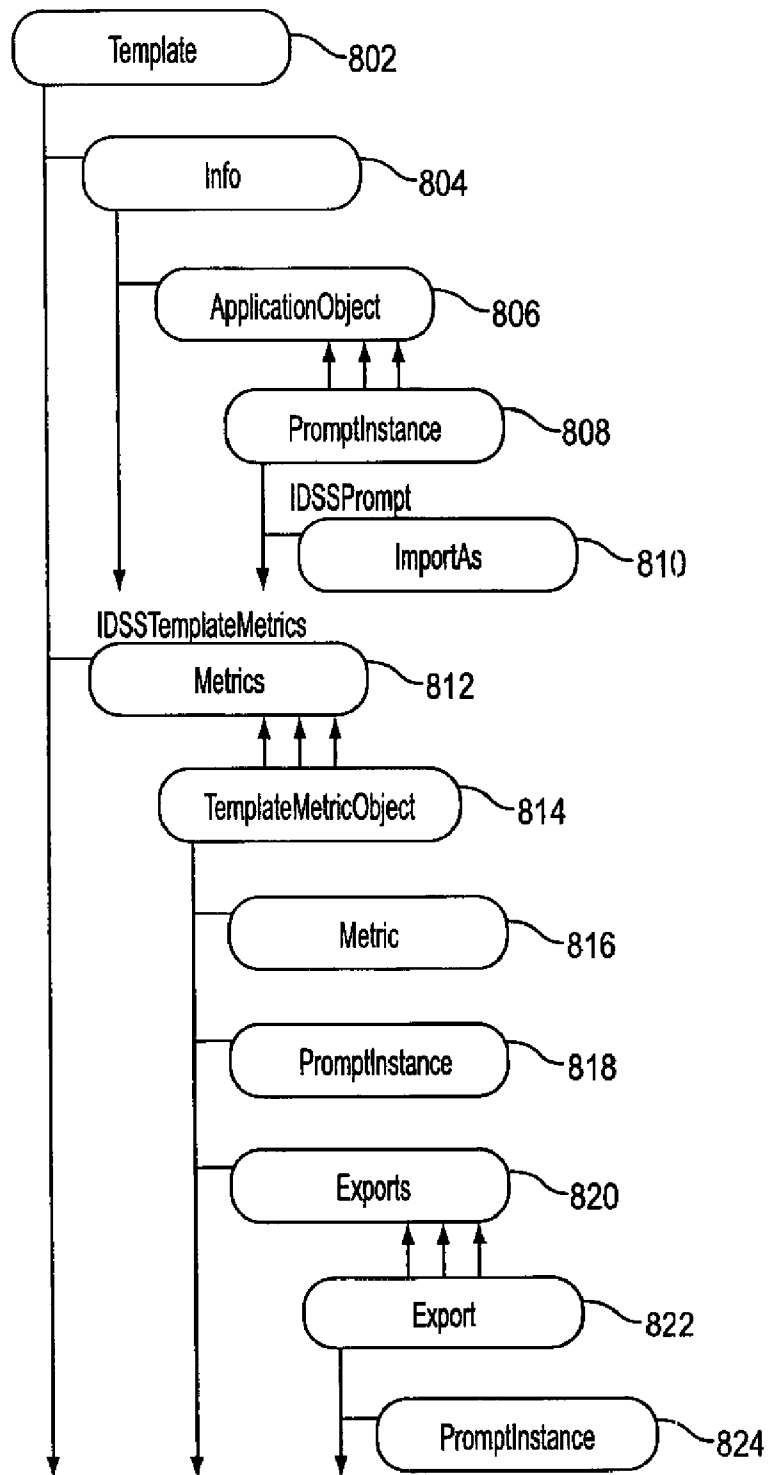 Template 802
Info 804
ApplicationObject 806
PromptInstance 808
IDSSPrompt
ImportAs 810
IDSSTemplateMetrics
Metrics 812
TemplateMetricObject 814
Metric 816
PromptInstance 818
Exports 820
Export 822
PromptInstance 824